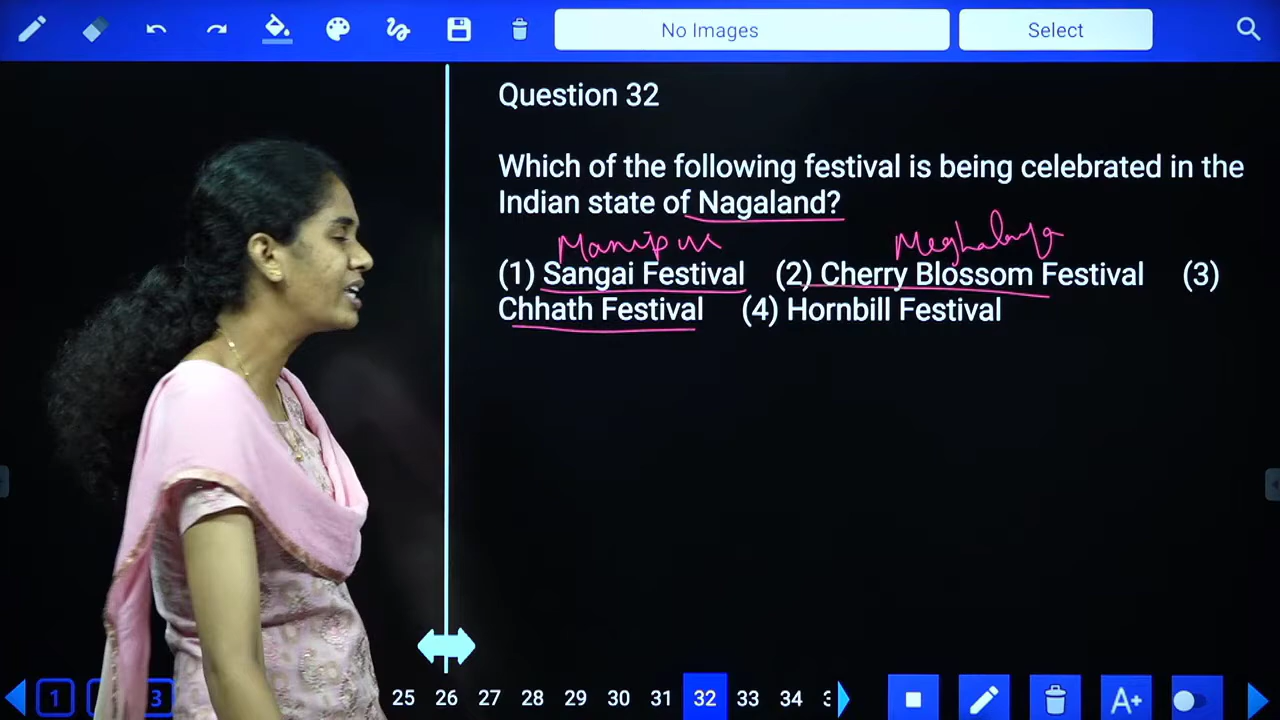 No Images
Select
Question 32
Which of the following festival is being celebrated in the
Indian state of Nagaland?
Manipur
Meghalaya
(1) Sangai Festival (2) Cherry Blossom Festival (3)
Chhath Festival (4) Hornbill Festival
1 3 25 26 27 28 29 30 31 32 33 34
A+